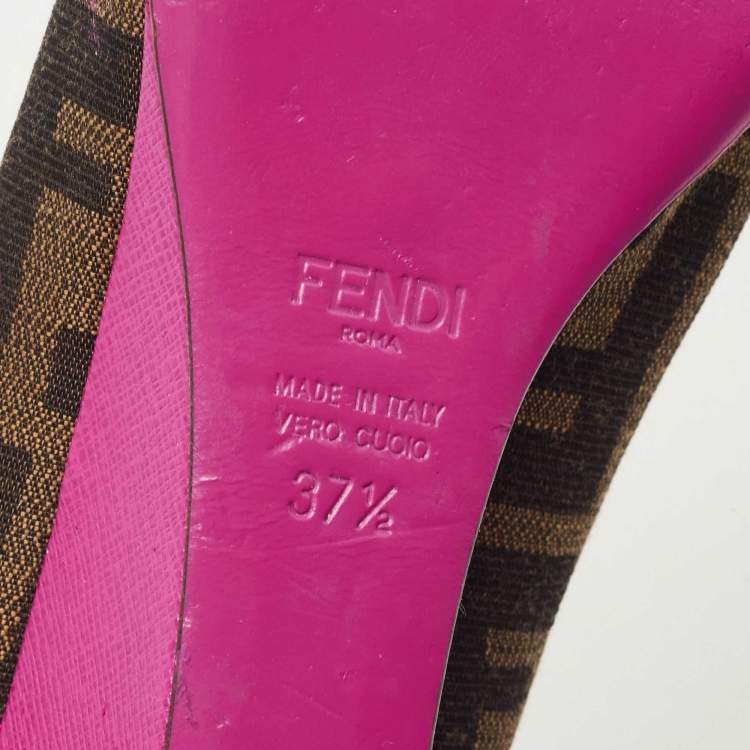 FENDI
ROMA
MADE IN ITALY
VERO CUOIO
37½